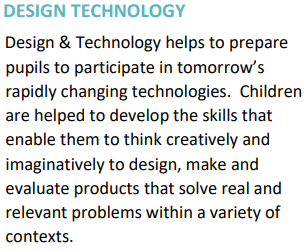 DESIGN TECHNOLOGY
Design & Technology helps to prepare
pupils to participate in tomorrow’s
rapidly changing technologies.  Children
are helped to develop the skills that
enable them to think creatively and
imaginatively to design, make and
evaluate products that solve real and
relevant problems within a variety of
contexts.